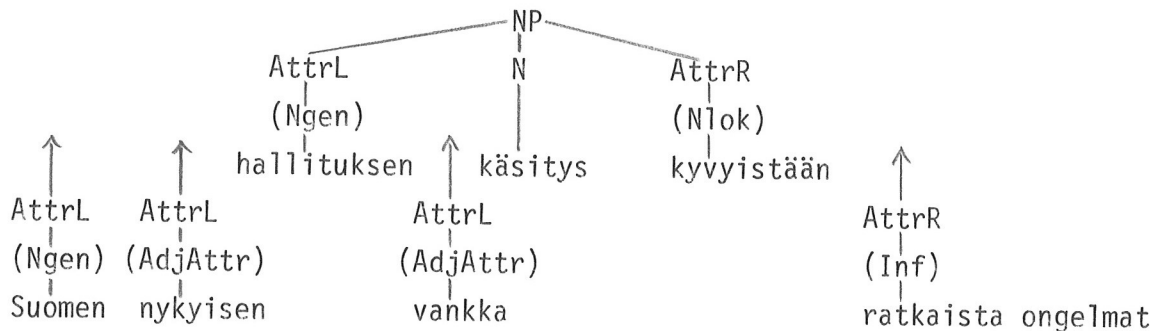 NP
AttrL N AttrR
(Ngen) (Nlok)
hallituksen käsitys kyvyistään
AttrL AttrL AttrL AttrR
(Ngen) (AdjAttr) (AdjAttr) (Inf)
Suomen nykyisen vankka ratkaista ongelmat